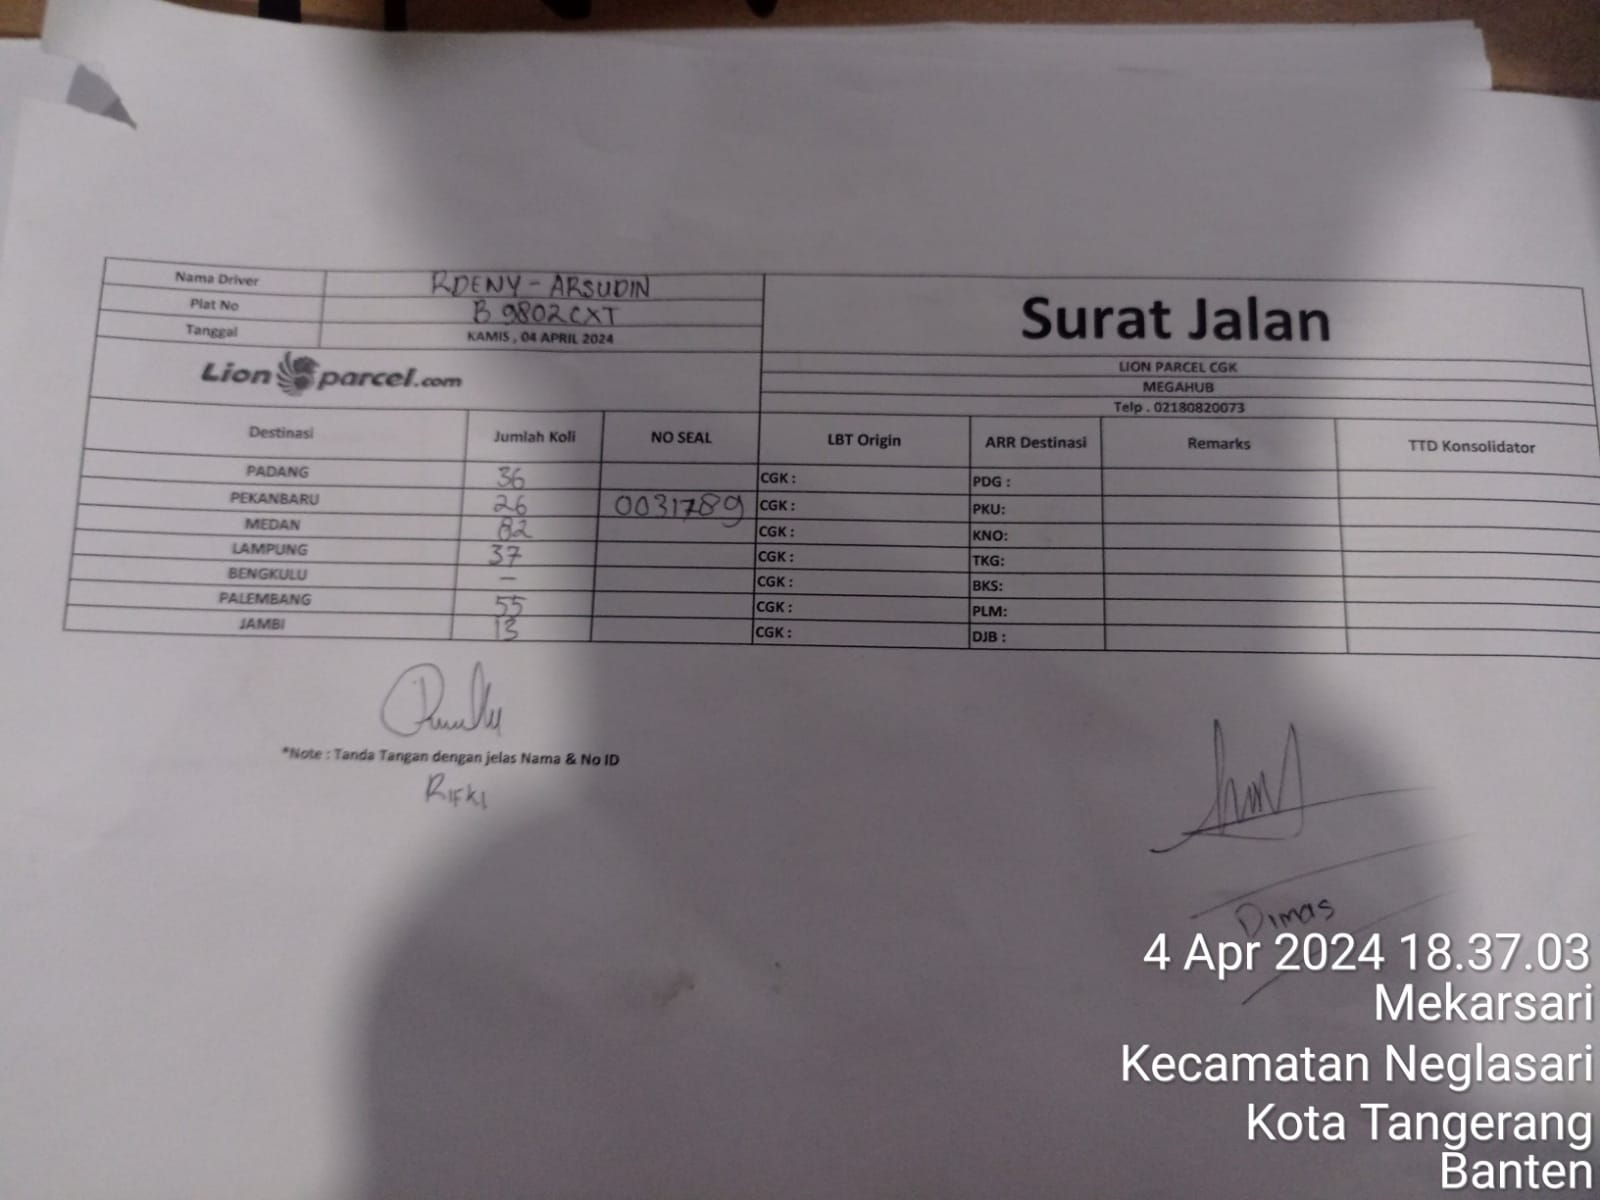 Nama Driver RDENY - ARSUDIN
Plat No B 9802 CXT
Tanggal KAMIS , 04 APRIL 2024
Surat Jalan
Lion parcel.com
LION PARCEL CGK
MEGAHUB
Telp . 02180820073
Destinasi Jumlah Koli NO SEAL LBT Origin ARR Destinasi Remarks TTD Konsolidator
PADANG 36 CGK : PDG :
PEKANBARU 26 0031789 CGK : PKU:
MEDAN 82 CGK : KNO:
LAMPUNG 37 CGK : TKG:
BENGKULU – CGK : BKS:
PALEMBANG 55 CGK : PLM:
JAMBI 13 CGK : DJB :
*Note : Tanda Tangan dengan jelas Nama & No ID
RIFKI
Dimas
4 Apr 2024 18.37.03
Mekarsari
Kecamatan Neglasari
Kota Tangerang
Banten